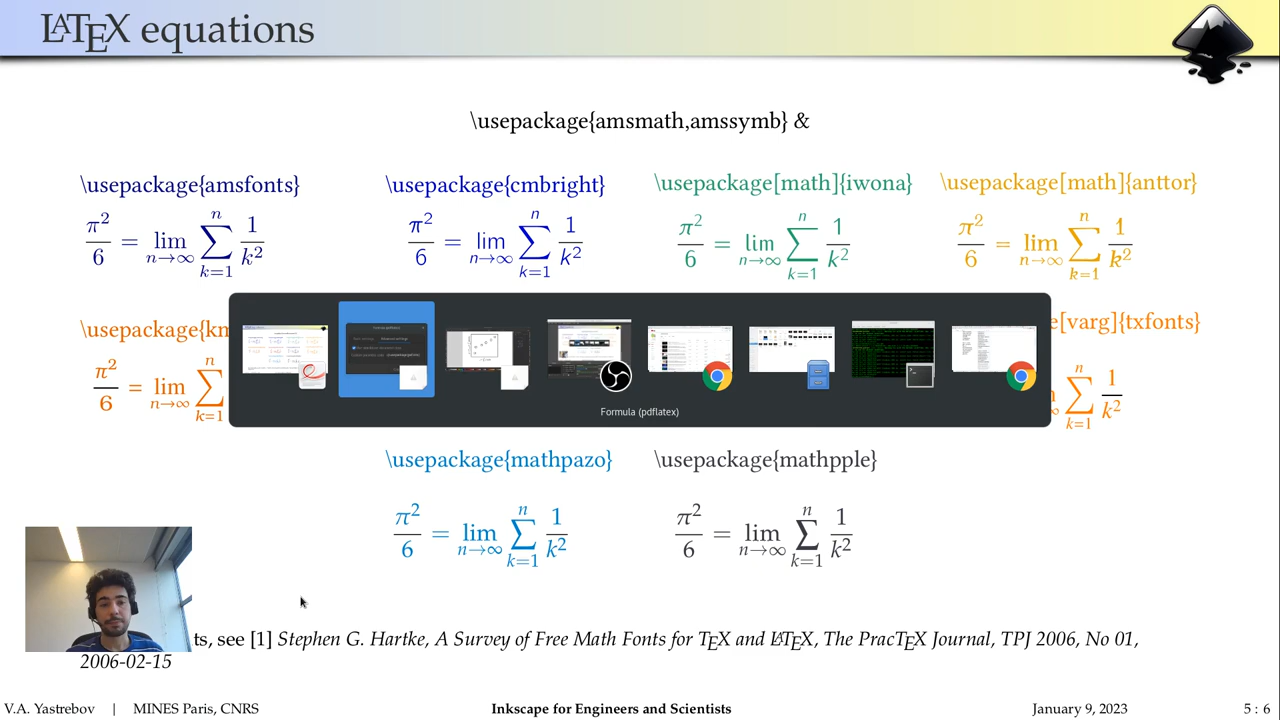 LATEX equations
\usepackage{amsmath,amssymb} &
\usepackage{amsfonts}
\usepackage{cmbright}
\usepackage[math]{iwona}
\usepackage[math]{anttor}
π² / 6 = lim n→∞ ∑ n k=1 1 / k²
π² / 6 = lim n→∞ ∑ n k=1 1 / k²
π² / 6 = lim n→∞ ∑ n k=1 1 / k²
π² / 6 = lim n→∞ ∑ n k=1 1 / k²
\usepackage{km
e[varg]{txfonts}
π² / 6 = lim n→∞ ∑ n k=1
∑ n k=1 1 / k²
Formula (pdflatex)
Formula (pdflatex)
\usepackage{mathpazo}
\usepackage{mathpple}
π² / 6 = lim n→∞ ∑ n k=1 1 / k²
π² / 6 = lim n→∞ ∑ n k=1 1 / k²
ts, see [1] Stephen G. Hartke, A Survey of Free Math Fonts for TEX and LATEX, The PracTEX Journal, TPJ 2006, No 01,
2006-02-15
V.A. Yastrebov | MINES Paris, CNRS
Inkscape for Engineers and Scientists
January 9, 2023
5 : 6